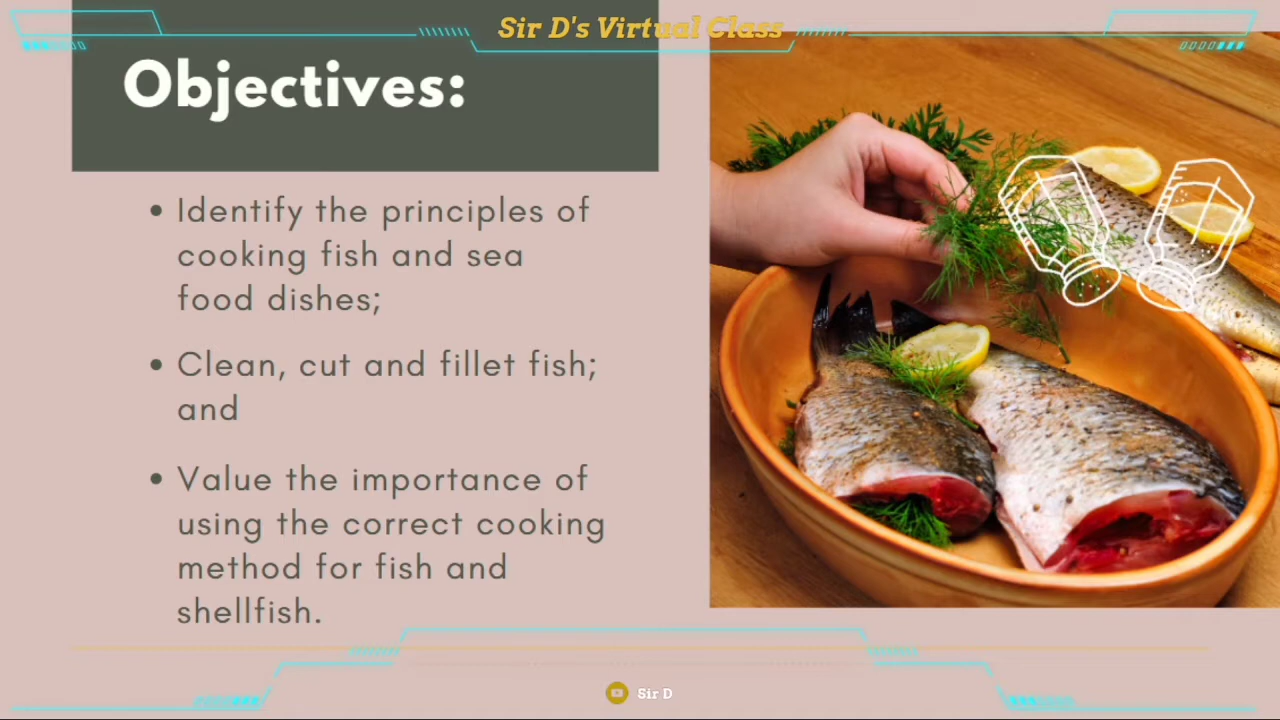 Sir D's Virtual Class
Objectives:
• Identify the principles of
cooking fish and sea
food dishes;
• Clean, cut and fillet fish;
and
• Value the importance of
using the correct cooking
method for fish and
shellfish.
Sir D